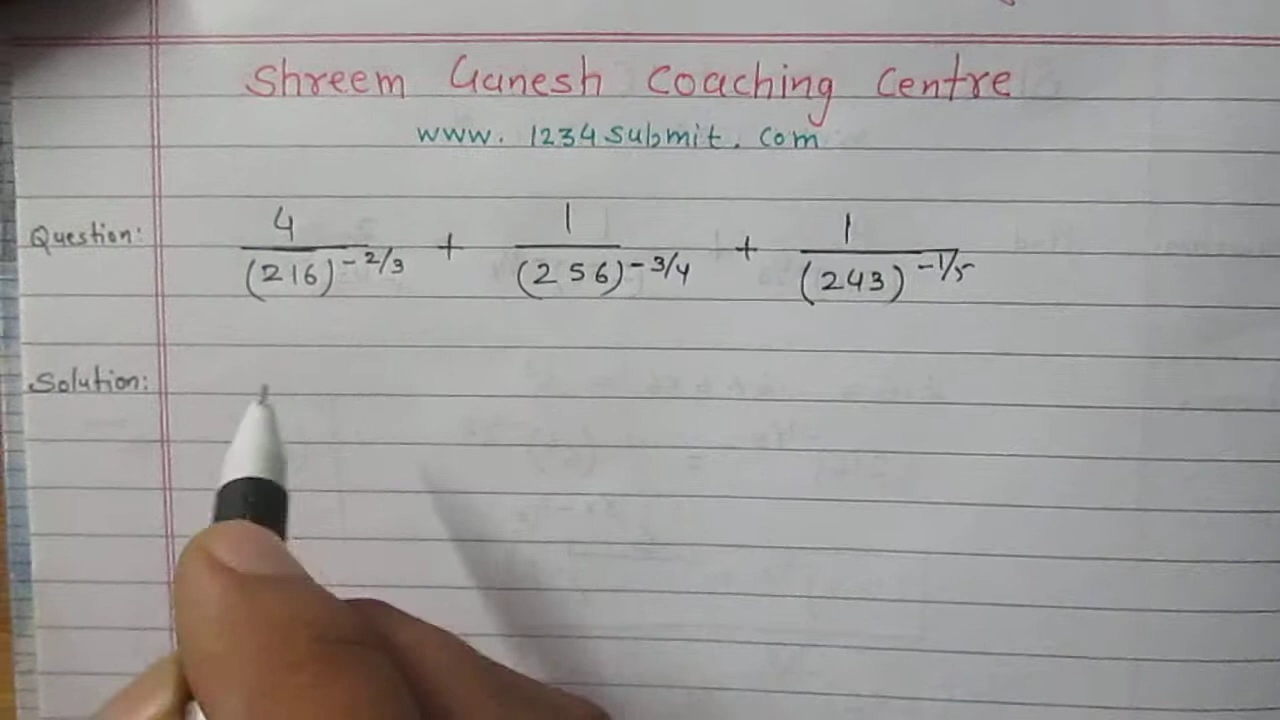 Shreem Ganesh Coaching Centre
www. 1234submit. com
Question: 4/(216)^-2/3 + 1/(256)^-3/4 + 1/(243)^-1/5
Solution: